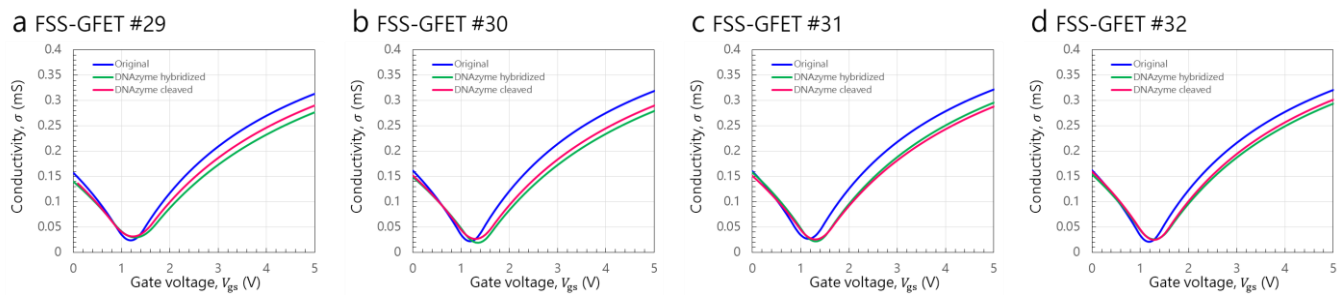 a FSS-GFET #29
0.4
0.35
0.3
0.25
0.2
0.15
0.1
0.05
0
Conductivity, σ (mS)
Original
DNAzyme hybridized
DNAzyme cleaved
0 1 2 3 4 5
Gate voltage, Vgs (V)
b FSS-GFET #30
0.4
0.35
0.3
0.25
0.2
0.15
0.1
0.05
0
Conductivity, σ (mS)
Original
DNAzyme hybridized
DNAzyme cleaved
0 1 2 3 4 5
Gate voltage, Vgs (V)
c FSS-GFET #31
0.4
0.35
0.3
0.25
0.2
0.15
0.1
0.05
0
Conductivity, σ (mS)
Original
DNAzyme hybridized
DNAzyme cleaved
0 1 2 3 4 5
Gate voltage, Vgs (V)
d FSS-GFET #32
0.4
0.35
0.3
0.25
0.2
0.15
0.1
0.05
0
Conductivity, σ (mS)
Original
DNAzyme hybridized
DNAzyme cleaved
0 1 2 3 4 5
Gate voltage, Vgs (V)